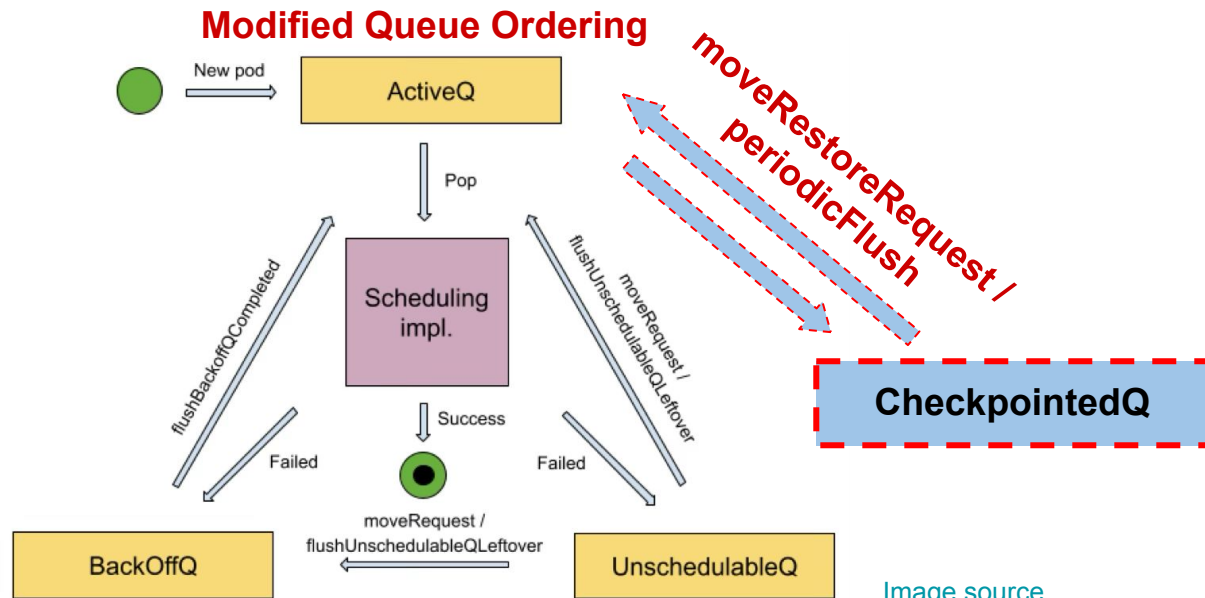 Modified Queue Ordering
New pod
ActiveQ
moveRestoreRequest /
periodicFlush
Pop
Scheduling
impl.
flushBackoffQCompleted
moveRequest /
flushUnschedulableQLeftover
CheckpointedQ
Success
Failed
Failed
moveRequest /
flushUnschedulableQLeftover
BackOffQ
UnschedulableQ
Image source